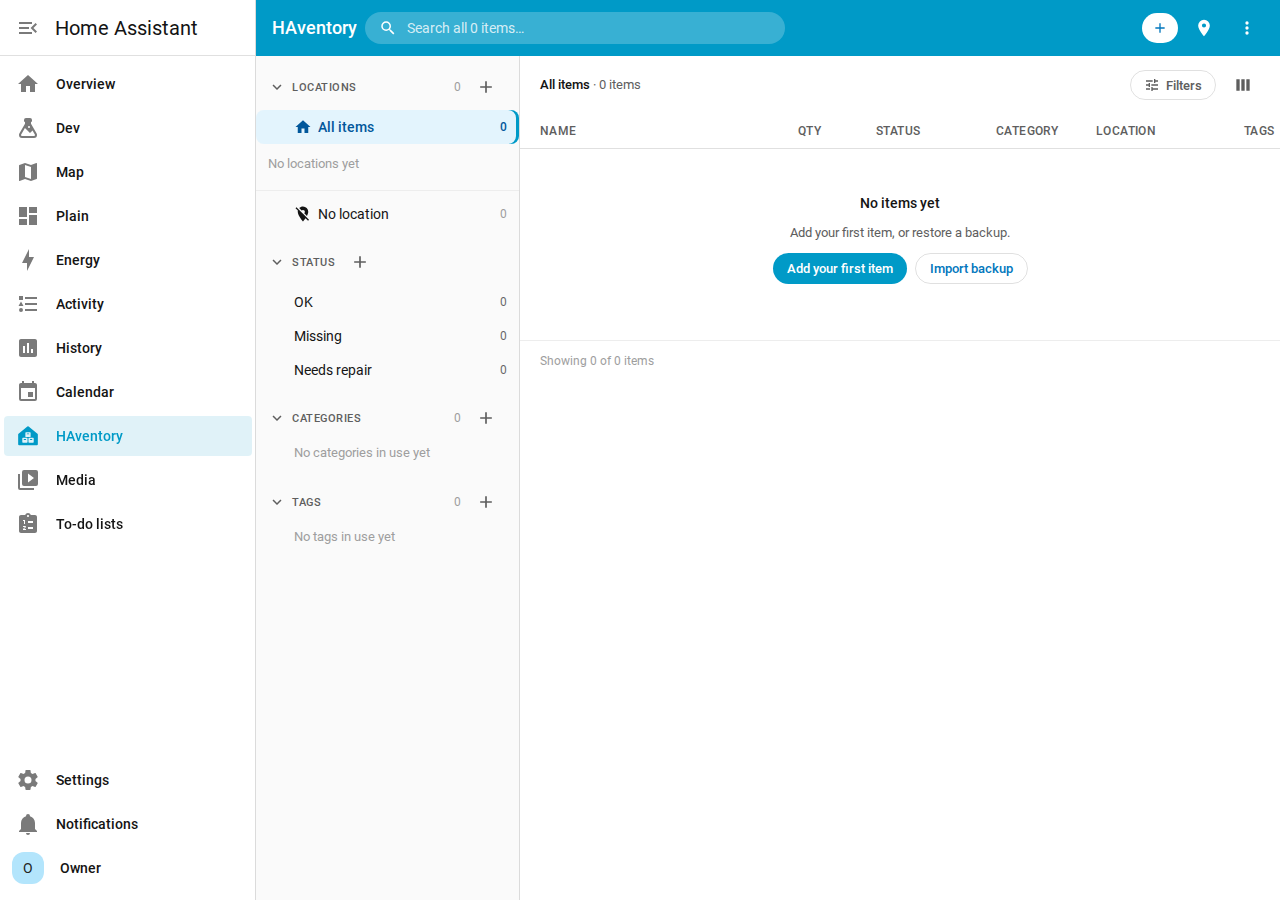 Home Assistant
Overview
Dev
Map
Plain
Energy
Activity
History
Calendar
HAventory
Media
To-do lists
Settings
Notifications
O
Owner
HAventory
Search all 0 items…
LOCATIONS 0
All items 0
No locations yet
No location 0
STATUS
OK 0
Missing 0
Needs repair 0
CATEGORIES 0
No categories in use yet
TAGS 0
No tags in use yet
All items · 0 items
Filters
NAME QTY STATUS CATEGORY LOCATION TAGS
No items yet
Add your first item, or restore a backup.
Add your first item
Import backup
Showing 0 of 0 items